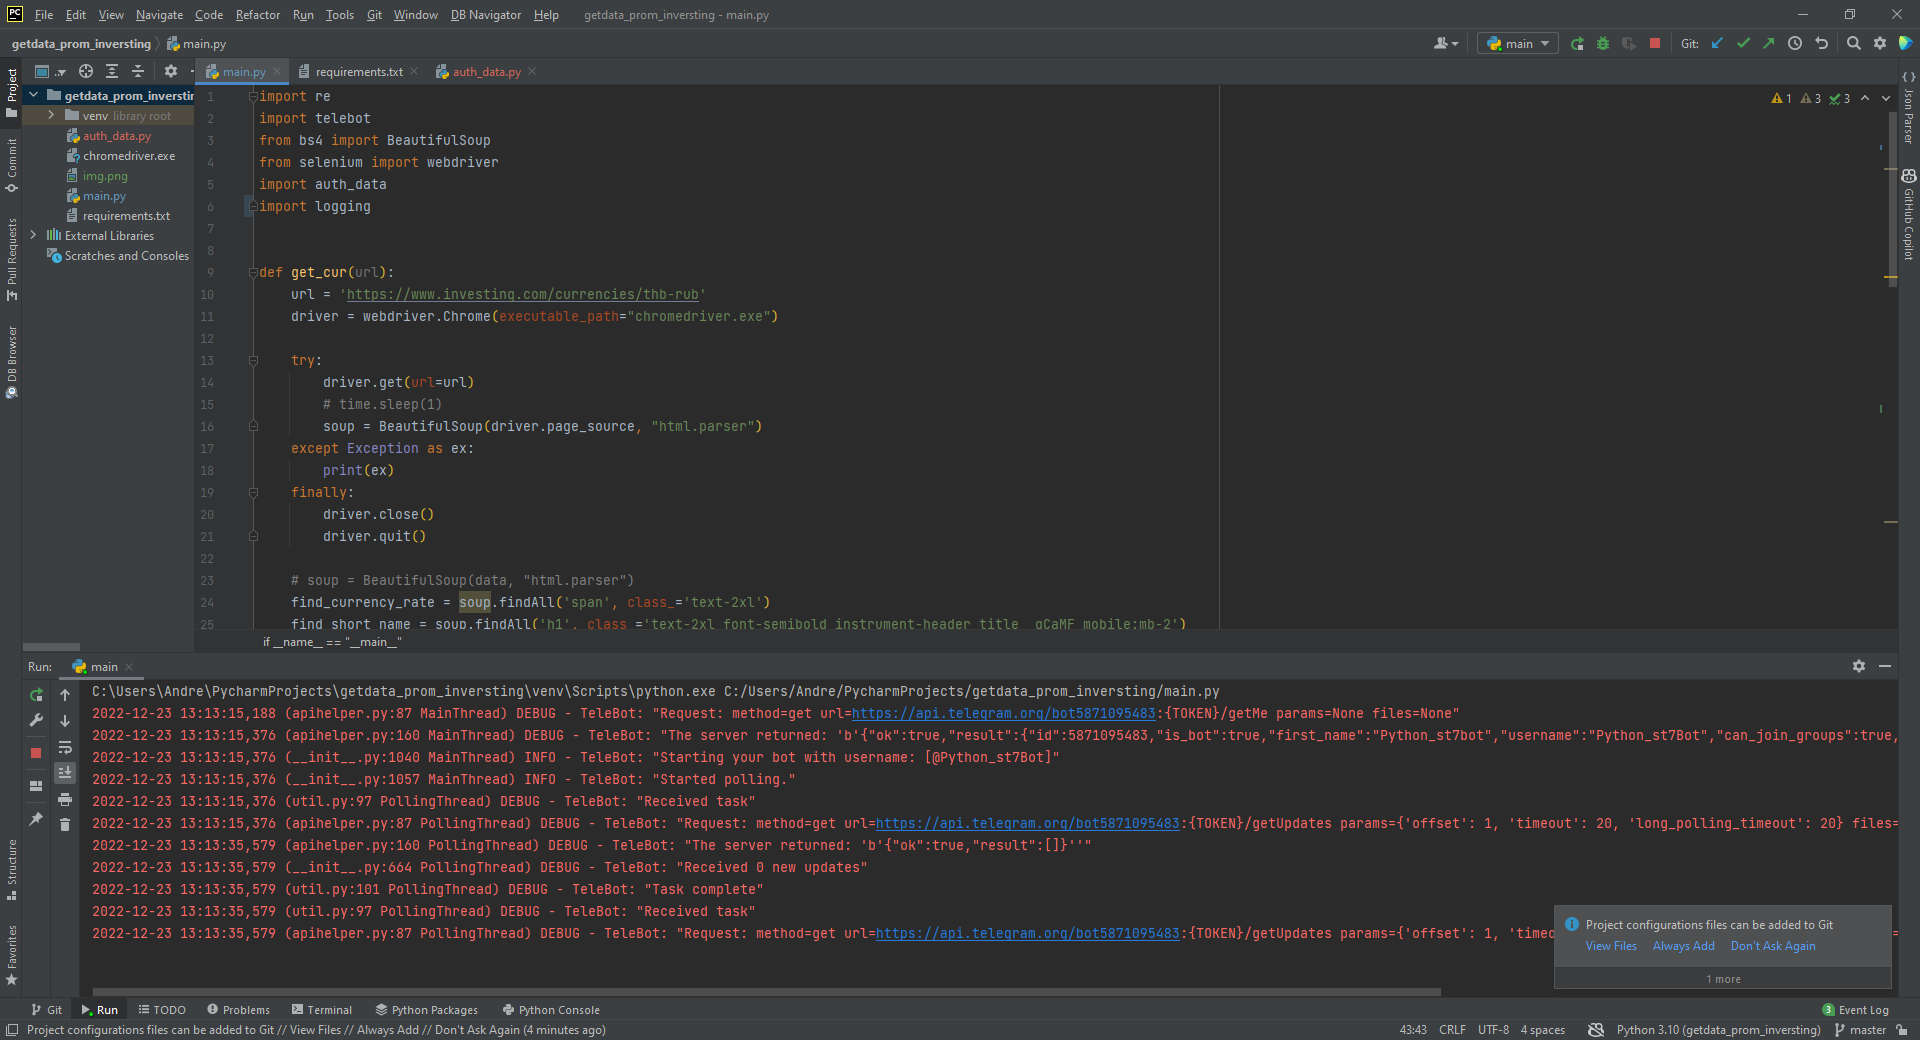 PC File Edit View Navigate Code Refactor Run Tools Git Window DB Navigator Help getdata_prom_inversting - main.py
getdata_prom_inversting main.py main Git:
Project
Commit
Pull Requests
DB Browser
Structure
Favorites
..
getdata_prom_inverstin
venv library root
auth_data.py
chromedriver.exe
img.png
main.py
requirements.txt
External Libraries
Scratches and Consoles
main.py requirements.txt auth_data.py
1 3 3
Json Parser
GitHub Copilot
1 import re
2 import telebot
3 from bs4 import BeautifulSoup
4 from selenium import webdriver
5 import auth_data
6 import logging
7
8
9 def get_cur(url):
10 url = 'https://www.investing.com/currencies/thb-rub'
11 driver = webdriver.Chrome(executable_path="chromedriver.exe")
12
13 try:
14 driver.get(url=url)
15 # time.sleep(1)
16 soup = BeautifulSoup(driver.page_source, "html.parser")
17 except Exception as ex:
18 print(ex)
19 finally:
20 driver.close()
21 driver.quit()
22
23 # soup = BeautifulSoup(data, "html.parser")
24 find_currency_rate = soup.findAll('span', class_='text-2xl')
25 find_short_name = soup.findAll('h1', class_='text-2xl font-semibold instrument-header_title__gCaMF mobile:mb-2')
if __name__ == "__main__"
Run: main
C:\Users\Andre\PycharmProjects\getdata_prom_inversting\venv\Scripts\python.exe C:/Users/Andre/PycharmProjects/getdata_prom_inversting/main.py
2022-12-23 13:13:15,188 (apihelper.py:87 MainThread) DEBUG - TeleBot: "Request: method=get url=https://api.telegram.org/bot5871095483:{TOKEN}/getMe params=None files=None"
2022-12-23 13:13:15,376 (apihelper.py:160 MainThread) DEBUG - TeleBot: "The server returned: 'b'{"ok":true,"result":{"id":5871095483,"is_bot":true,"first_name":"Python_st7bot","username":"Python_st7Bot","can_join_groups":true,
2022-12-23 13:13:15,376 (__init__.py:1040 MainThread) INFO - TeleBot: "Starting your bot with username: [@Python_st7Bot]"
2022-12-23 13:13:15,376 (__init__.py:1057 MainThread) INFO - TeleBot: "Started polling."
2022-12-23 13:13:15,376 (util.py:97 PollingThread) DEBUG - TeleBot: "Received task"
2022-12-23 13:13:15,376 (apihelper.py:87 PollingThread) DEBUG - TeleBot: "Request: method=get url=https://api.telegram.org/bot5871095483:{TOKEN}/getUpdates params={'offset': 1, 'timeout': 20, 'long_polling_timeout': 20} files=
2022-12-23 13:13:35,579 (apihelper.py:160 PollingThread) DEBUG - TeleBot: "The server returned: 'b'{"ok":true,"result":[]}''"
2022-12-23 13:13:35,579 (__init__.py:664 PollingThread) DEBUG - TeleBot: "Received 0 new updates"
2022-12-23 13:13:35,579 (util.py:101 PollingThread) DEBUG - TeleBot: "Task complete"
2022-12-23 13:13:35,579 (util.py:97 PollingThread) DEBUG - TeleBot: "Received task"
2022-12-23 13:13:35,579 (apihelper.py:87 PollingThread) DEBUG - TeleBot: "Request: method=get url=https://api.telegram.org/bot5871095483:{TOKEN}/getUpdates params={'offset': 1, 'timeo
Project configurations files can be added to Git
View Files Always Add Don't Ask Again
1 more
Git Run TODO Problems Terminal Python Packages Python Console 3 Event Log
Project configurations files can be added to Git // View Files // Always Add // Don't Ask Again (4 minutes ago) 43:43 CRLF UTF-8 4 spaces Python 3.10 (getdata_prom_inversting) master